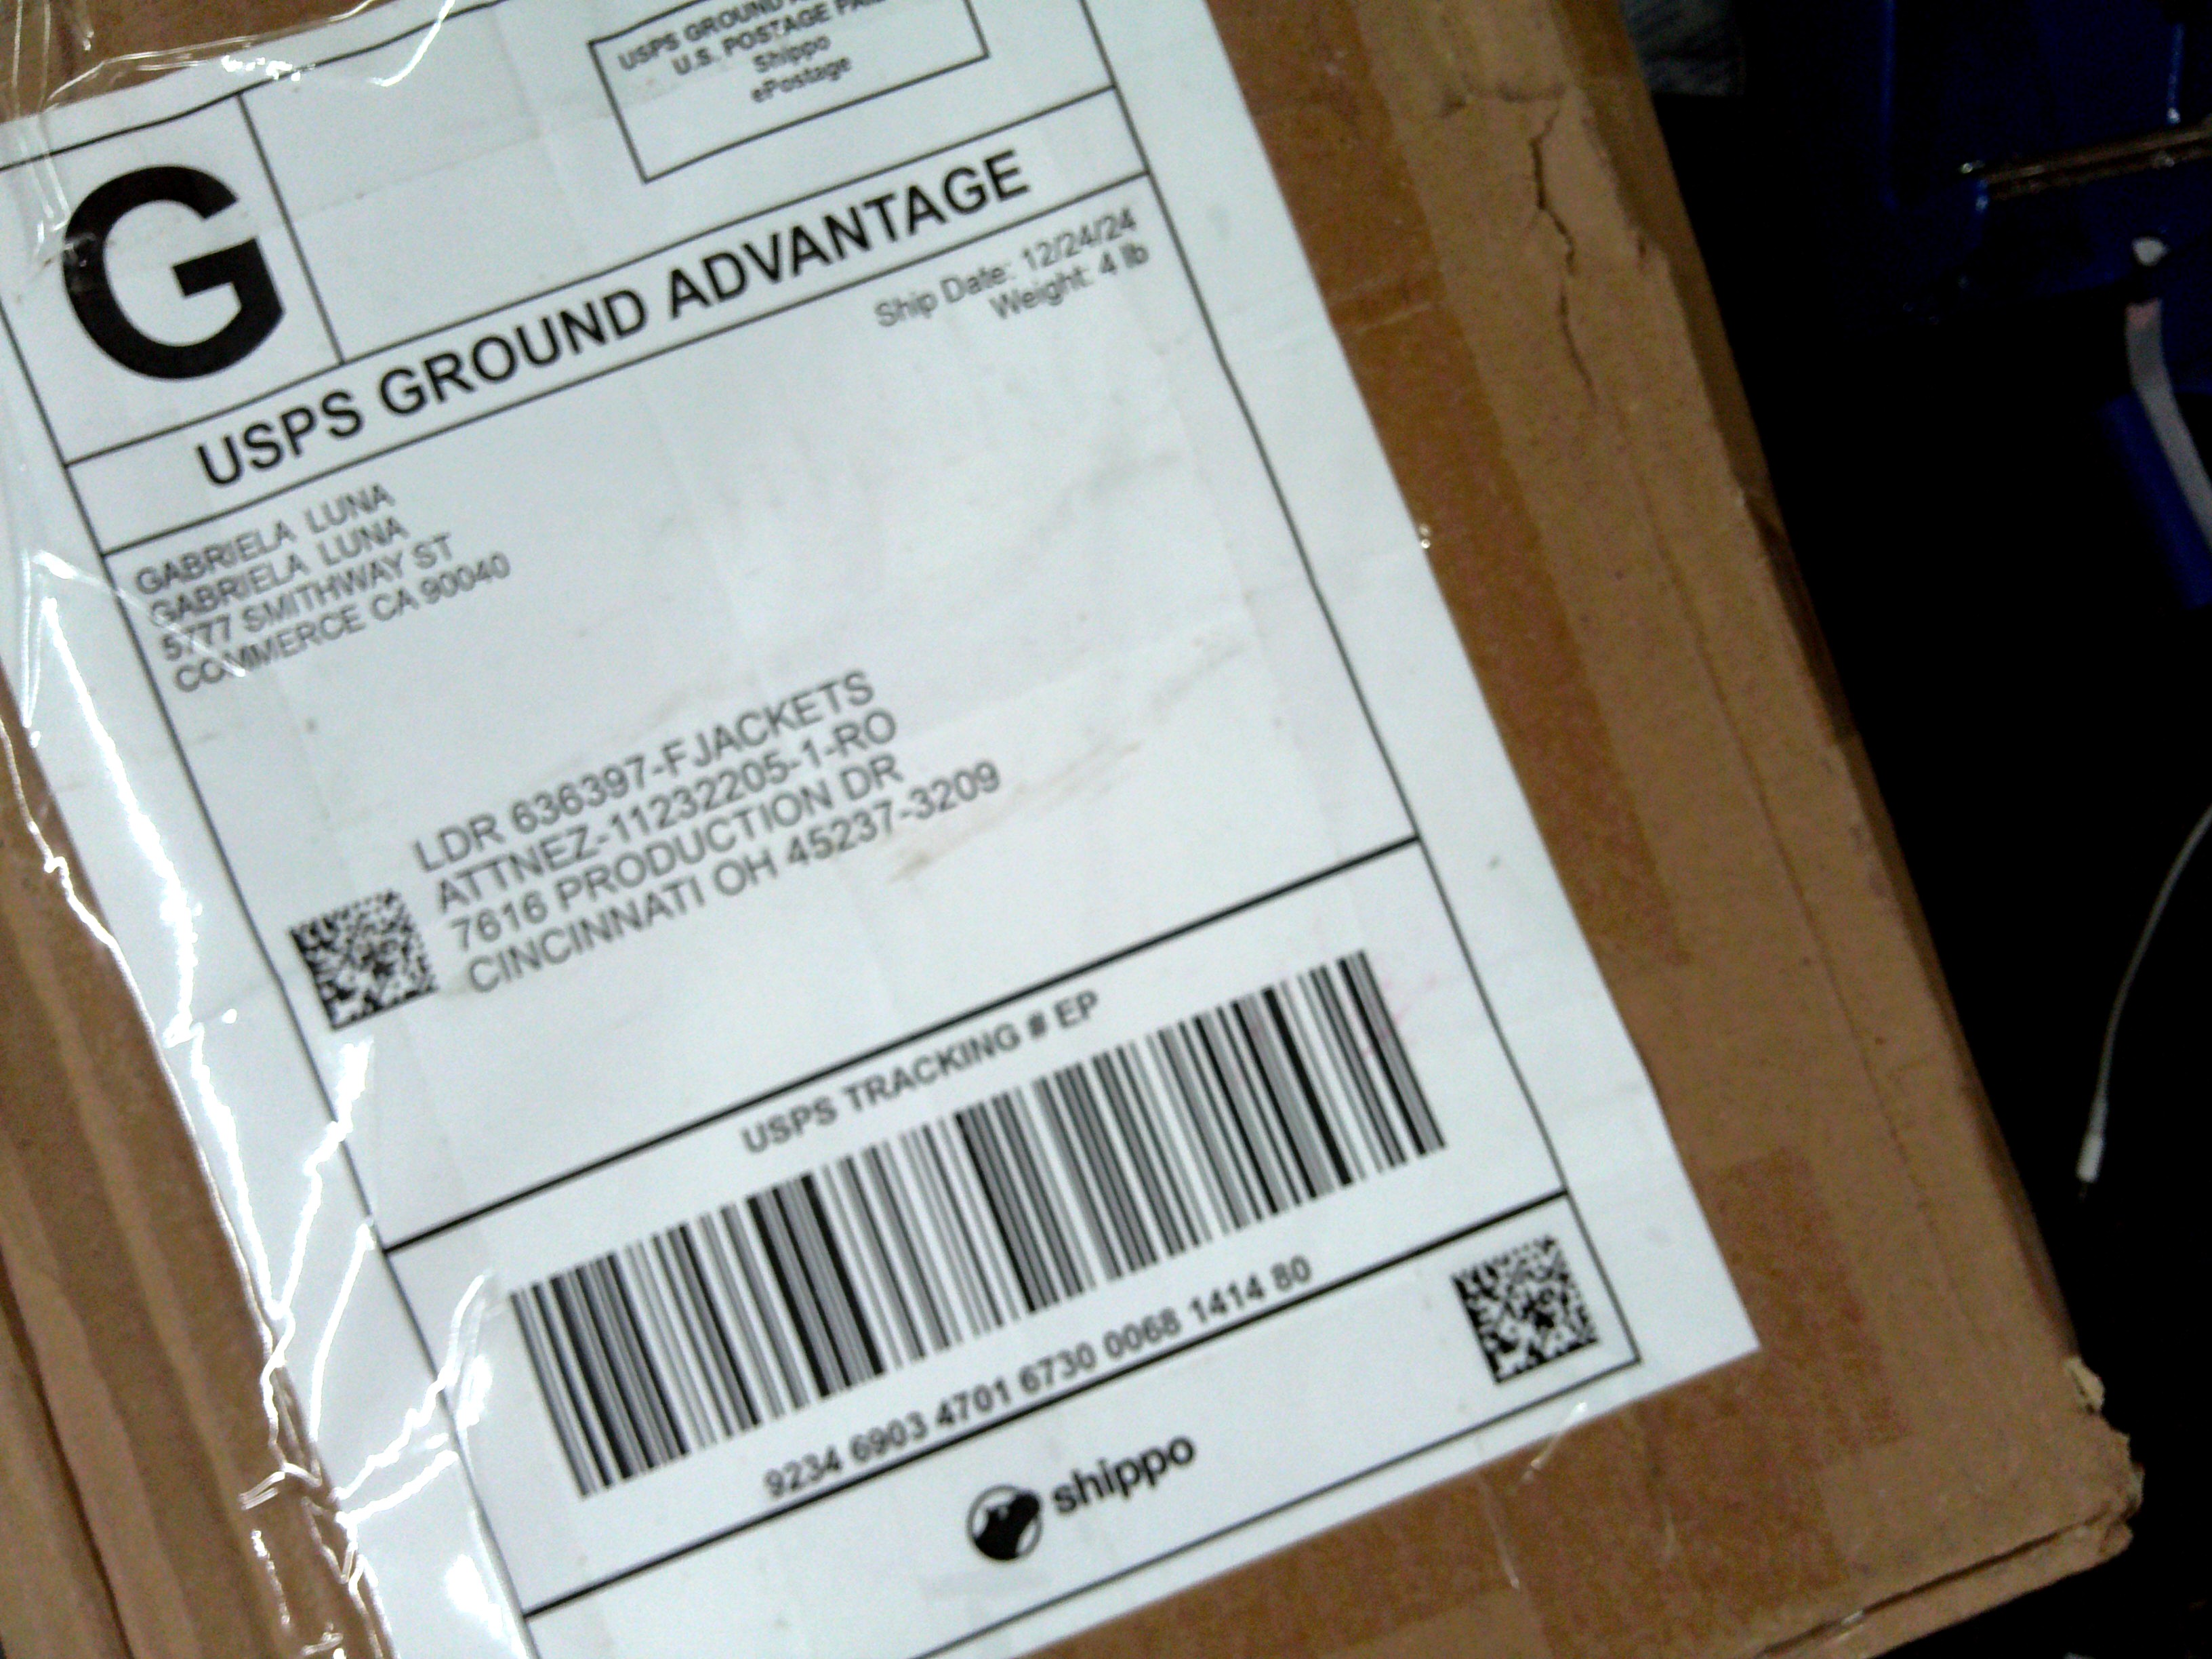 USPS GROUND
U.S. POSTAGE PAID
Shippo
ePostage
G
USPS GROUND ADVANTAGE
Ship Date: 12/24/24
Weight: 4 lb
GABRIELA LUNA
GABRIELA LUNA
5777 SMITHWAY ST
COMMERCE CA 90040
LDR 636397-FJACKETS
ATTNEZ-11232205-1-RO
7616 PRODUCTION DR
CINCINNATI OH 45237-3209
USPS TRACKING # EP
9234 6903 4701 6730 0068 1414 80
shippo